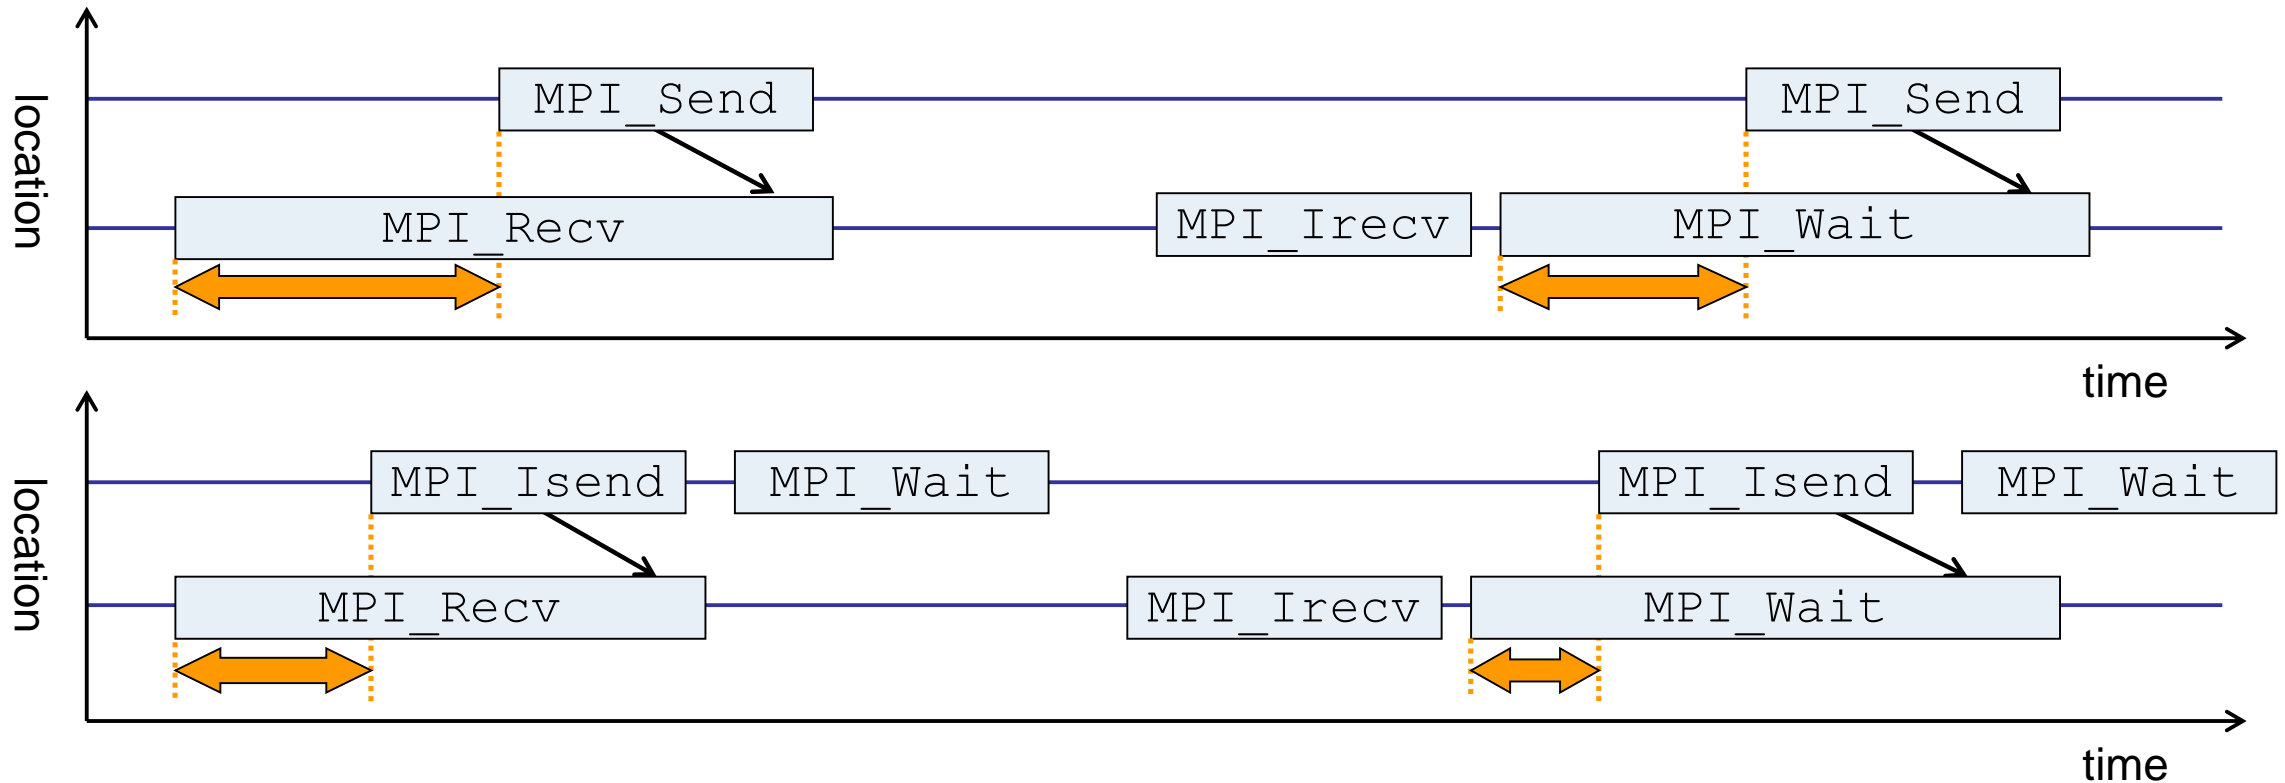 location
MPI_Send
MPI_Send
MPI_Recv
MPI_Irecv
MPI_Wait
time
location
MPI_Isend
MPI_Wait
MPI_Isend
MPI_Wait
MPI_Recv
MPI_Irecv
MPI_Wait
time